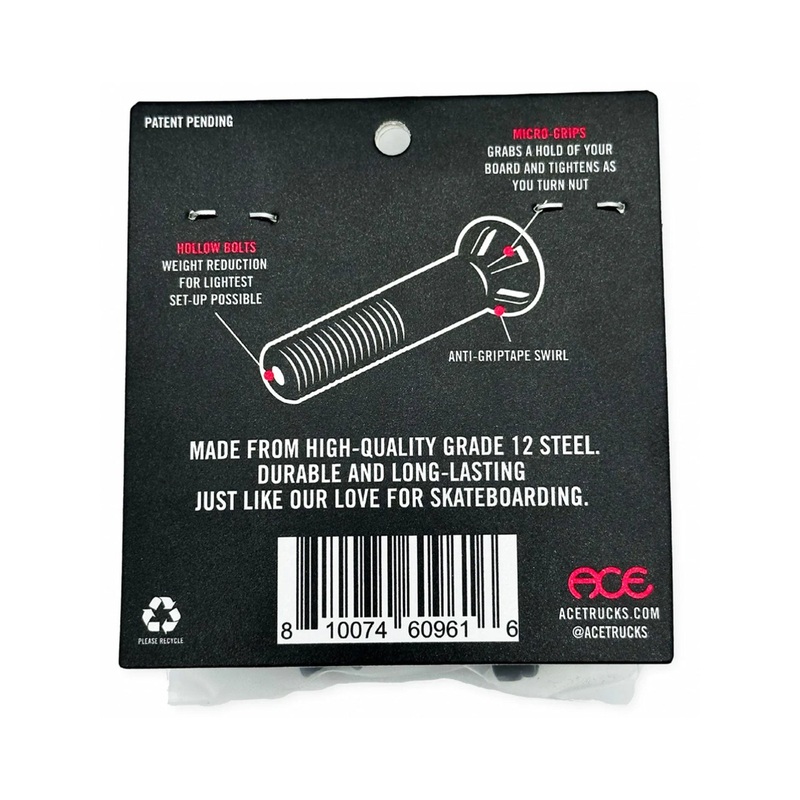 PATENT PENDING
MICRO-GRIPS
GRABS A HOLD OF YOUR
BOARD AND TIGHTENS AS
YOU TURN NUT
HOLLOW BOLTS
WEIGHT REDUCTION
FOR LIGHTEST
SET-UP POSSIBLE
ANTI-GRIPTAPE SWIRL
MADE FROM HIGH-QUALITY GRADE 12 STEEL.
DURABLE AND LONG-LASTING
JUST LIKE OUR LOVE FOR SKATEBOARDING.
8 10074 60961 6
PLEASE RECYCLE
ACE
ACETRUCKS.COM
@ACETRUCKS